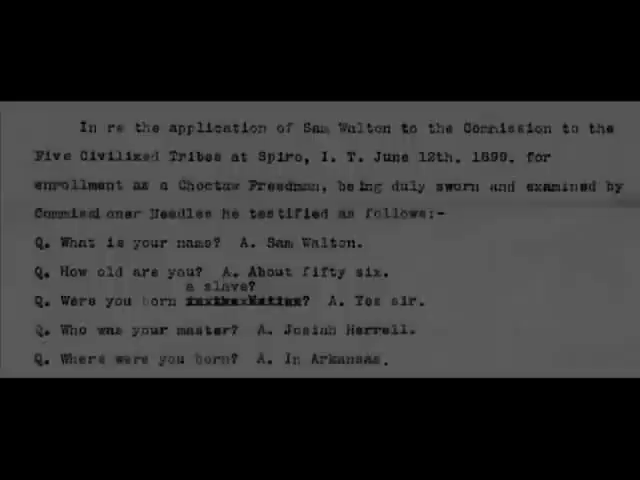 In re the application of Sam Walton to the Commission to the
Five Civilized Tribes at Spiro, I. T. June 12th. 1899. for
enrollment as a Choctaw Freedman, being duly sworn and examined by
Commissioner Needles he testified as follows:-
Q. What is your name? A. Sam Walton.
Q. How old are you? A. About fifty six.
a slave?
Q. Were you born in the Nation? A. Yes sir.
Q. Who was your master? A. Josiah Harrell.
Q. Where were you born? A. In Arkansas.